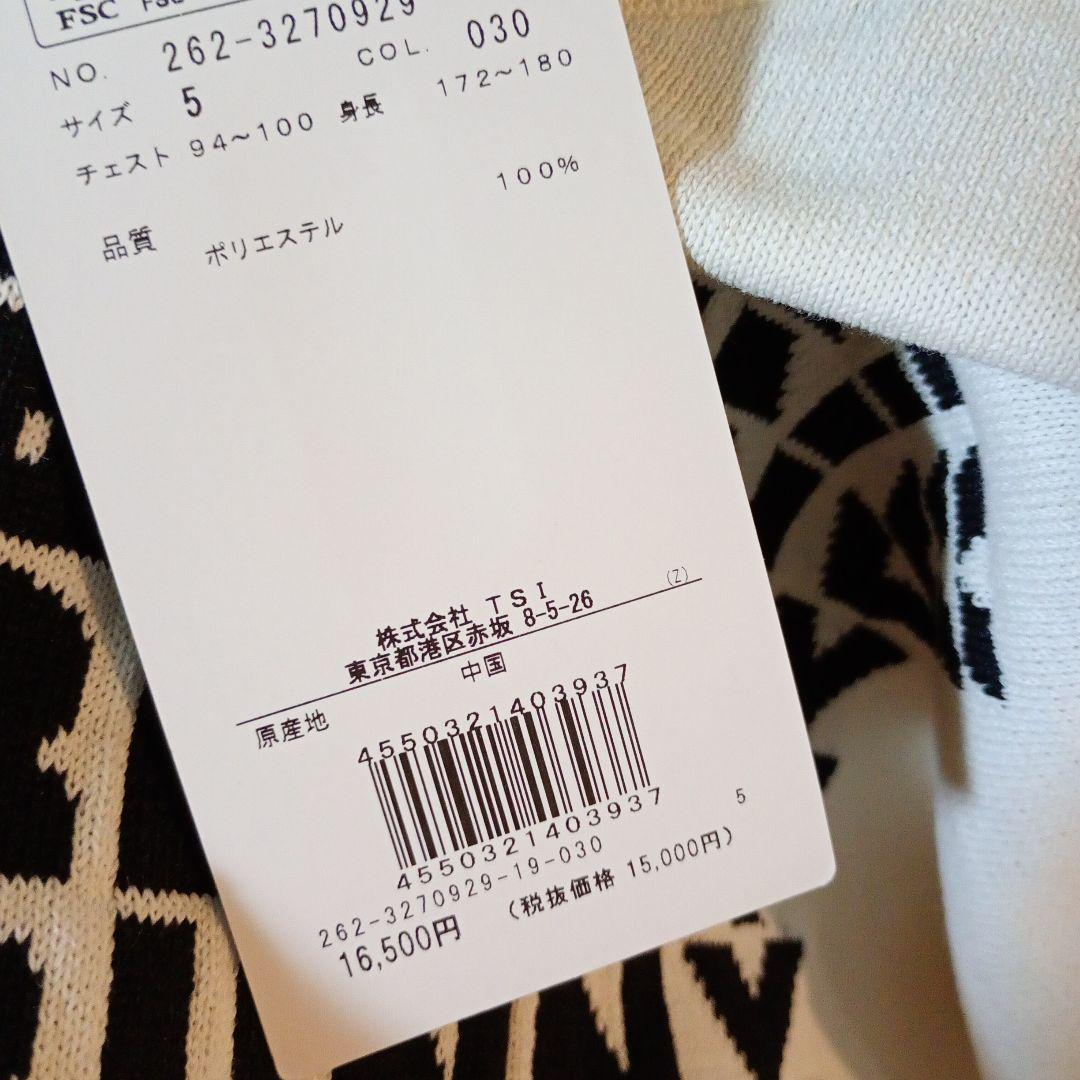 FSC
NO. 262-3270929 COL. 030
サイズ 5
チェスト 94~100 身長 172~180
品質 ポリエステル 100%
(Z)
株式会社 TSI
東京都港区赤坂 8-5-26
原産地 中国
4550321403937
4550321403937
5
262-3270929-19-030
16,500円 (税抜価格 15,000円)